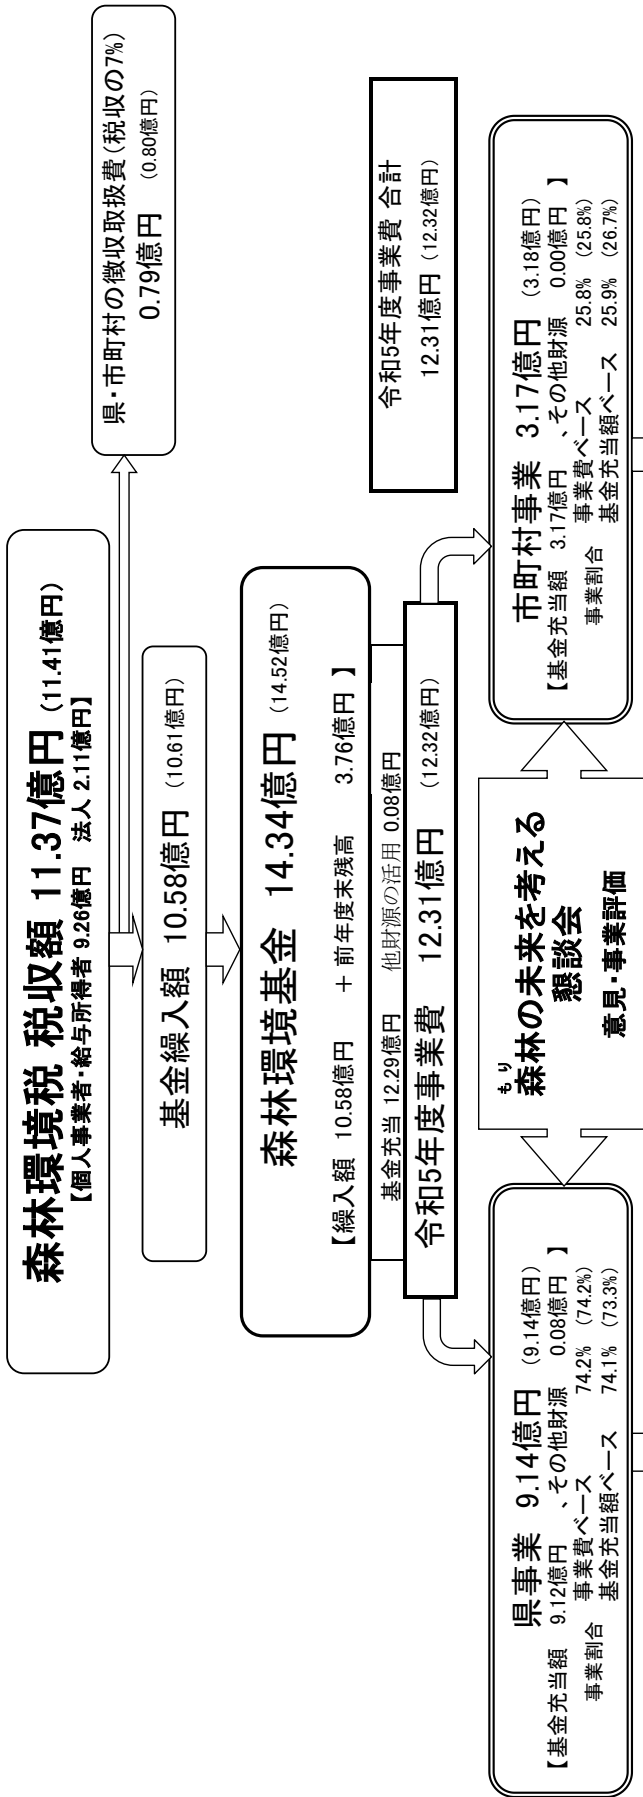 森林環境税 税収額 11.37億円 (11.41億円)
【個人事業者・給与所得者 9.26億円 法人 2.11億円】
県・市町村の徴収取扱費(税収の7%)
0.79億円 (0.80億円)
基金繰入額 10.58億円 (10.61億円)
森林環境基金 14.34億円 (14.52億円)
【繰入額 10.58億円 + 前年度末残高 3.76億円 】
基金充当 12.29億円 他財源の活用 0.08億円
令和5年度事業費 12.31億円 (12.32億円)
令和5年度事業費 合計
12.31億円 (12.32億円)
県事業 9.14億円 (9.14億円)
【基金充当額 9.12億円 、その他財源 0.08億円 】
事業割合 事業費ベース 74.2% (74.2%)
基金充当額ベース 74.1% (73.3%)
もり
森林の未来を考える
懇談会
意見・事業評価
市町村事業 3.17億円 (3.18億円)
【基金充当額 3.17億円 、その他財源 0.00億円 】
事業割合 事業費ベース 25.8% (25.8%)
基金充当額ベース 25.9% (26.7%)